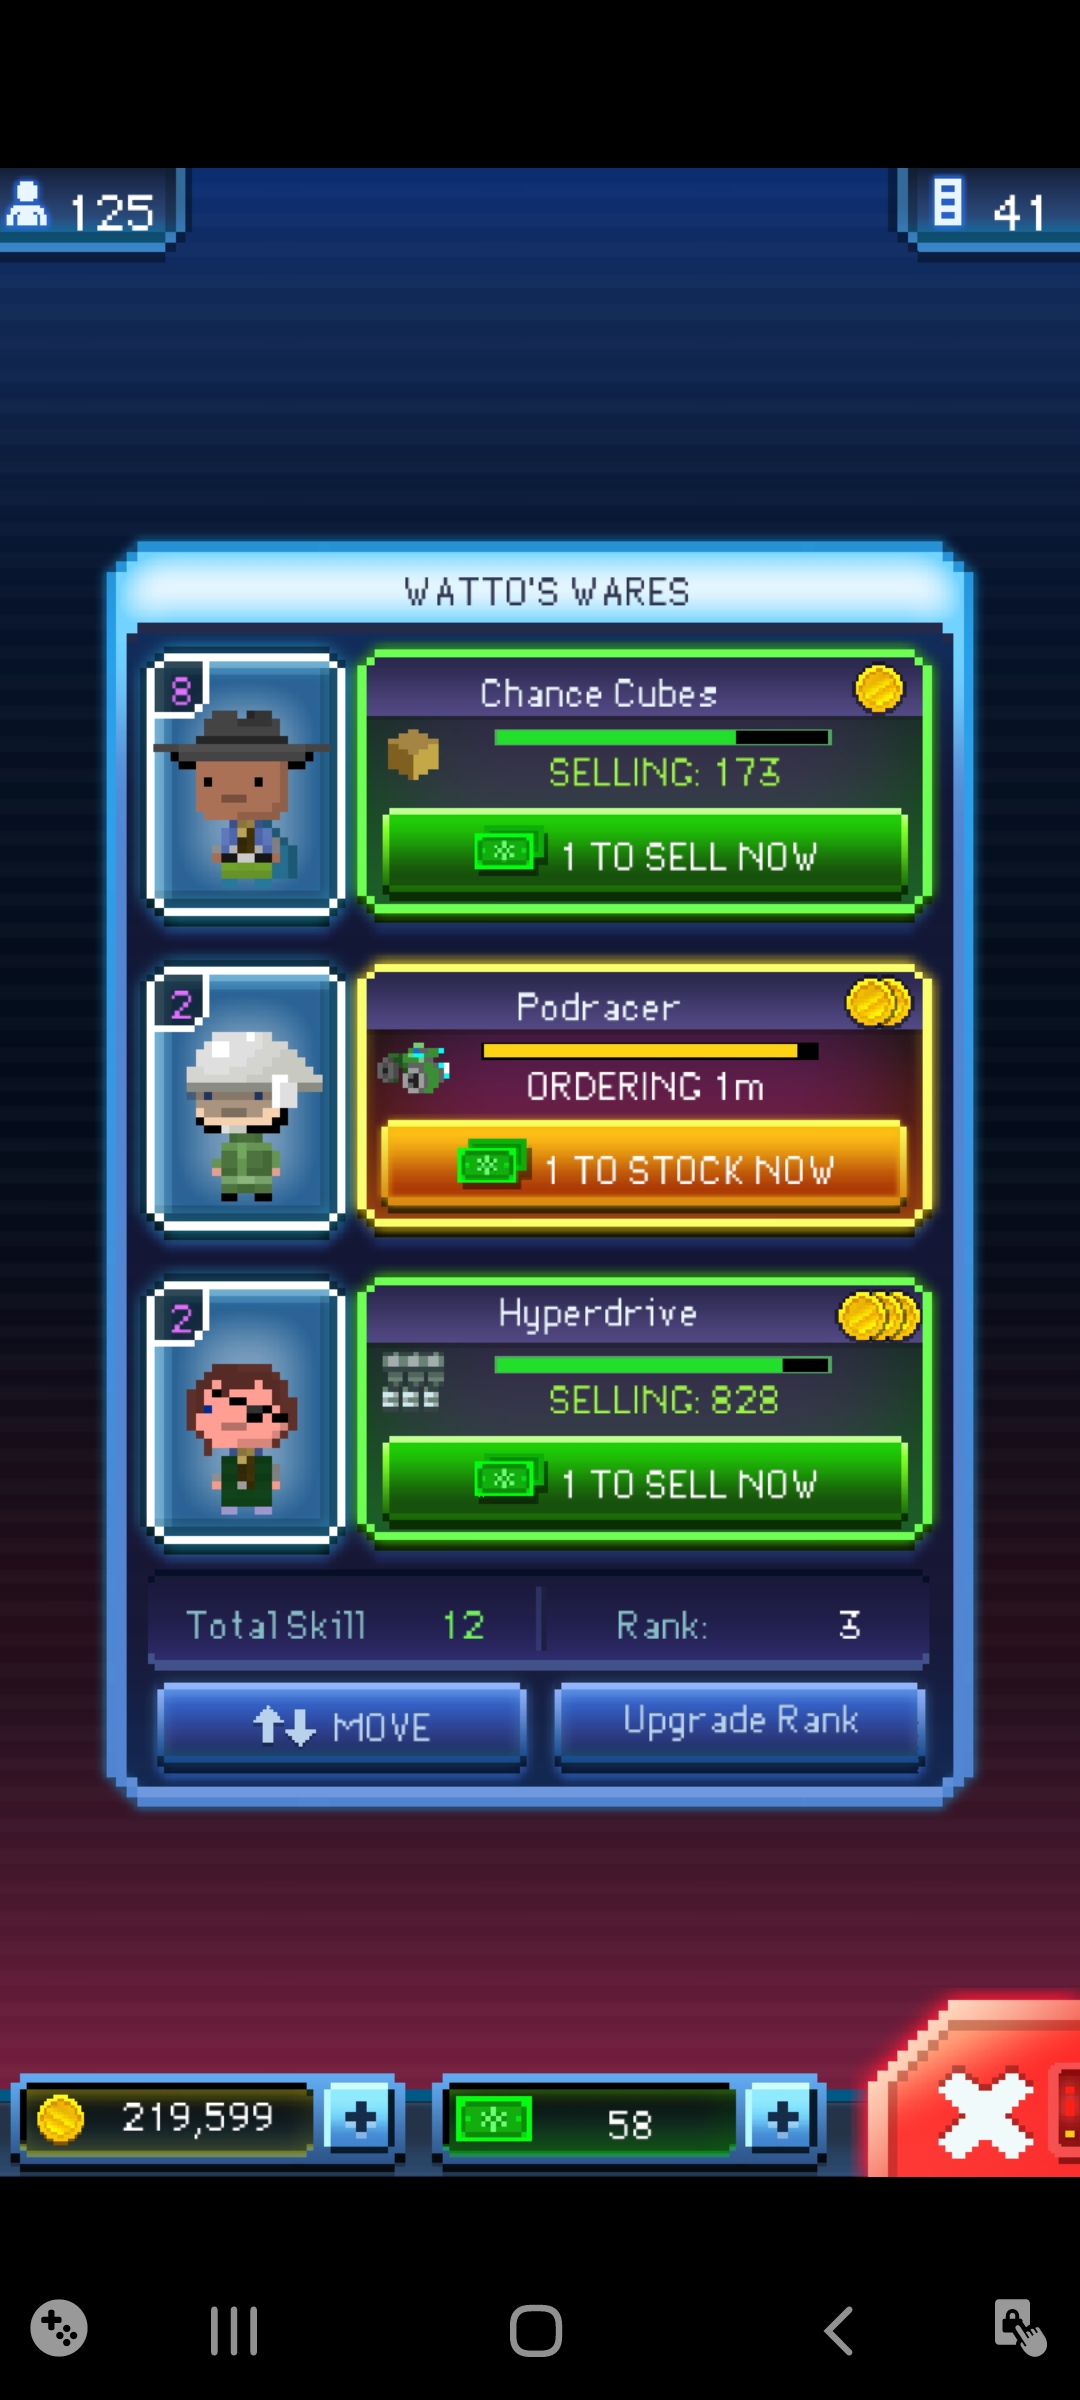 125
41
WATTO'S WARES
8
Chance Cubes
SELLING: 173
1 TO SELL NOW
2
Podracer
ORDERING 1m
1 TO STOCK NOW
2
Hyperdrive
SELLING: 828
1 TO SELL NOW
Total Skill 12 Rank: 3
MOVE Upgrade Rank
219,599 58